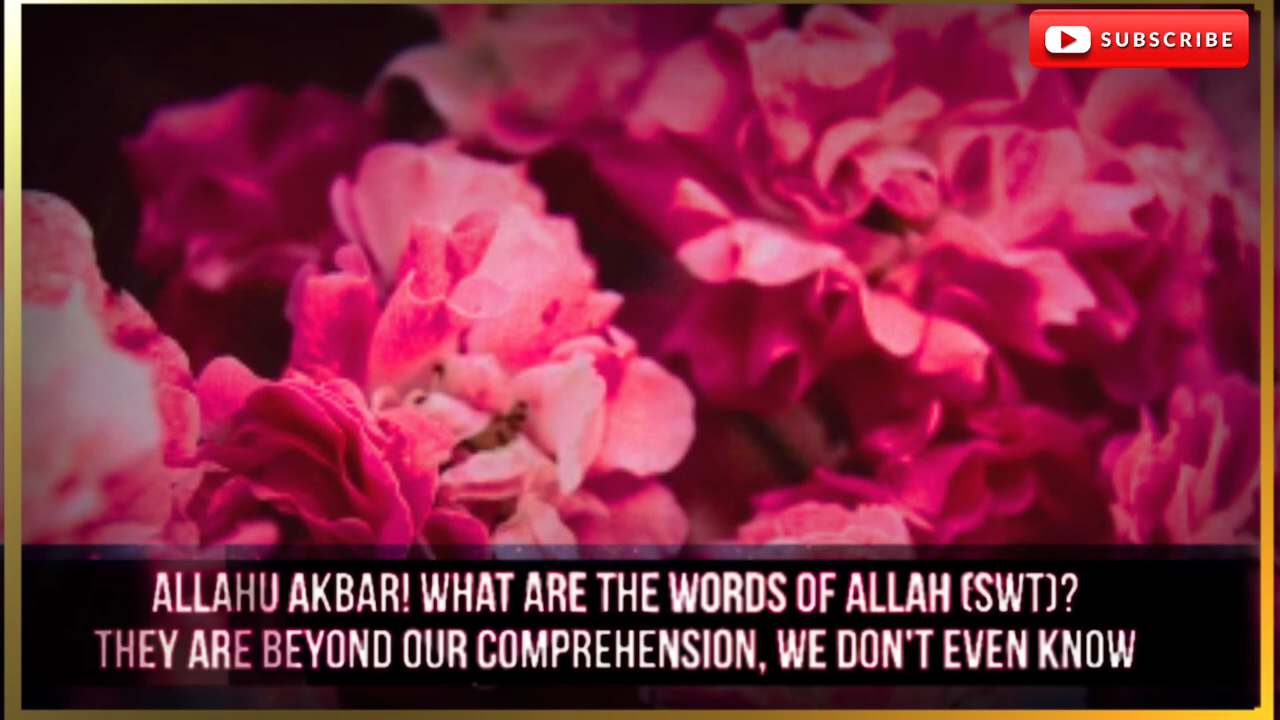 SUBSCRIBE
ALLAHU AKBAR! WHAT ARE THE WORDS OF ALLAH (SWT)?
THEY ARE BEYOND OUR COMPREHENSION, WE DON'T EVEN KNOW